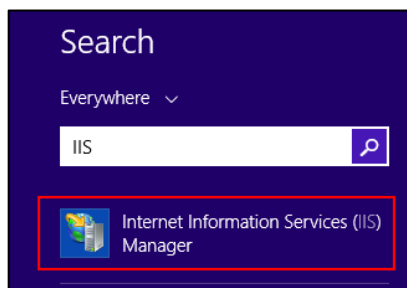 Search
Everywhere
IIS
Internet Information Services (IIS)
Manager